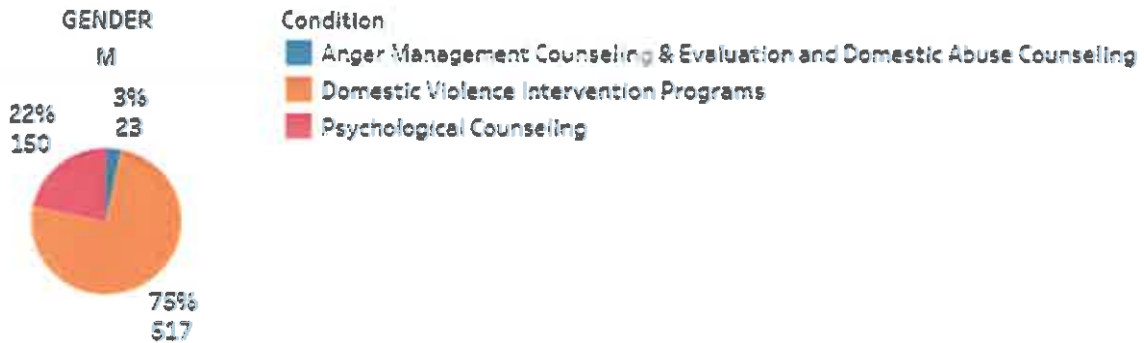 GENDER
M
3%
23
22%
150
75%
517
Condition
Anger Management Counseling & Evaluation and Domestic Abuse Counseling
Domestic Violence Intervention Programs
Psychological Counseling